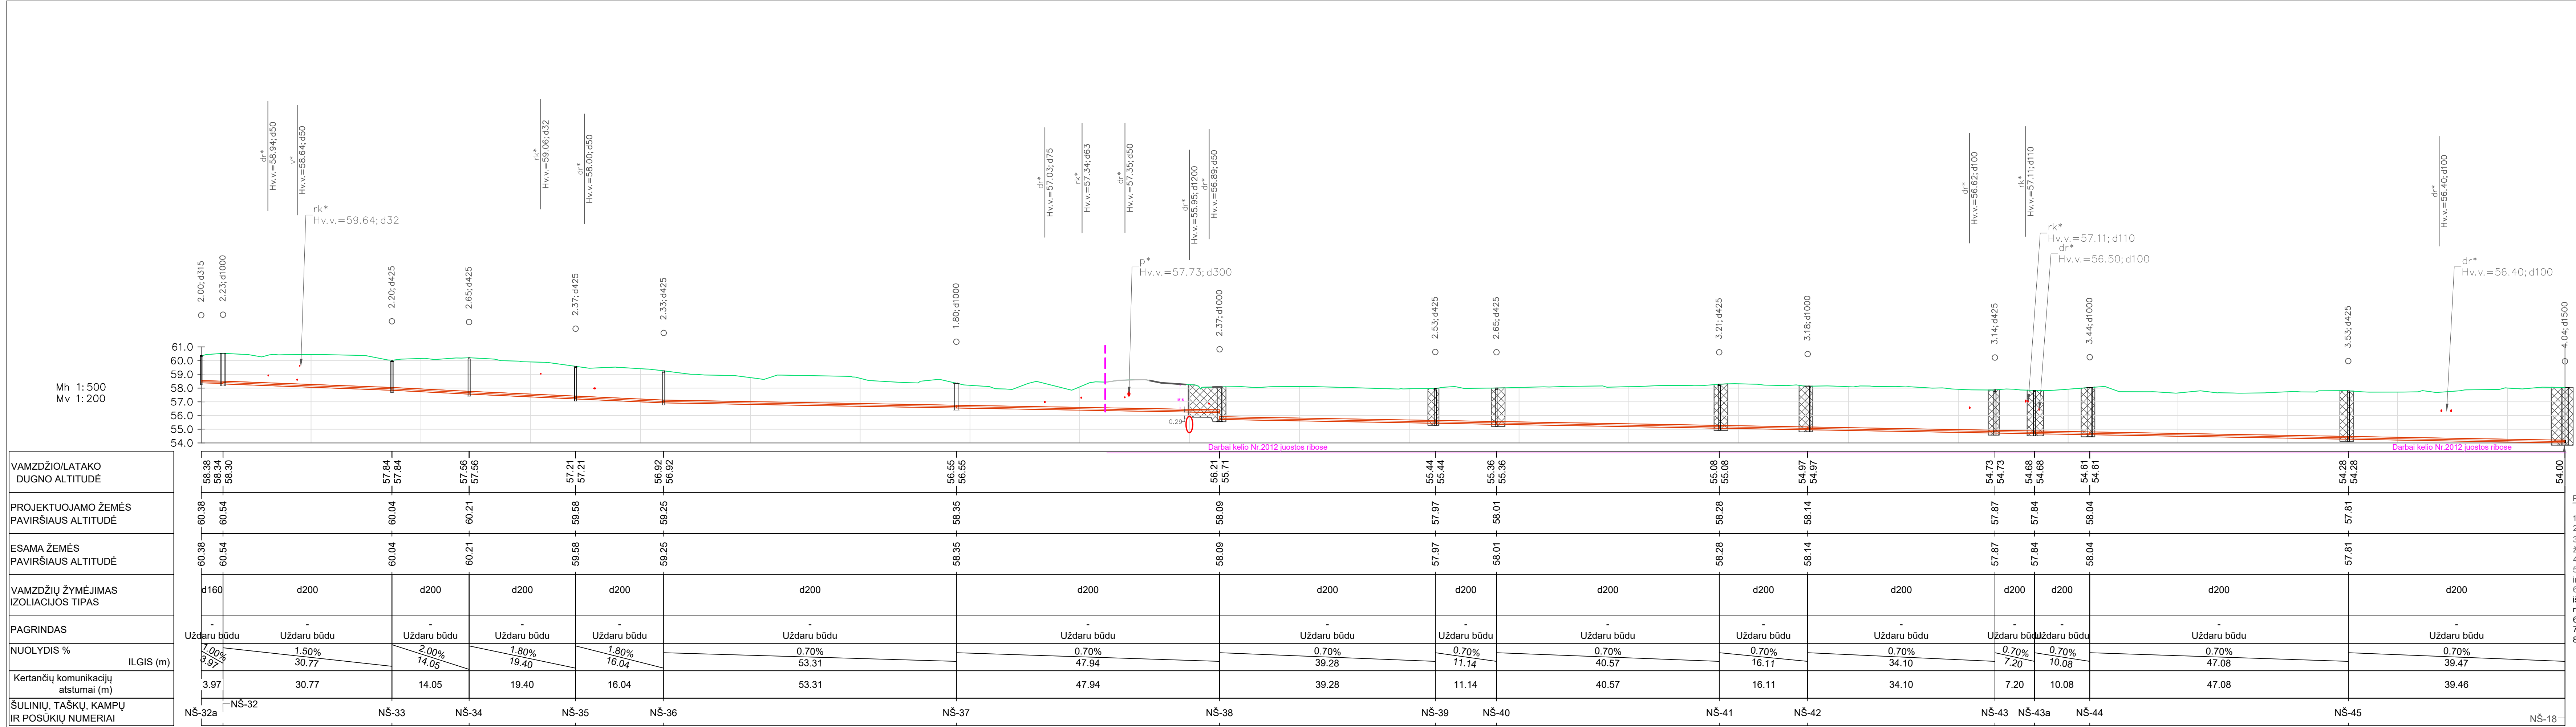 dr*
Hv.v.=58.94; d50
v*
Hv.v.=58.64; d50
rk*
Hv.v.=59.64; d32
rk*
Hv.v.=59.06; d32
dr*
Hv.v.=58.00; d50
dr*
Hv.v.=57.03; d75
rk*
Hv.v.=57.34; d63
dr*
Hv.v.=57.35; d50
p*
Hv.v.=57.73; d300
dr*
Hv.v.=55.95; d1200
dr*
Hv.v.=56.89; d50
dr*
Hv.v.=56.62; d100
rk*
Hv.v.=57.11; d110
rk*
Hv.v.=57.11; d110
dr*
Hv.v.=56.50; d100
dr*
Hv.v.=56.40; d100
dr*
Hv.v.=56.40; d100
2.00; d315
2.23; d1000
2.20; d425
2.65; d425
2.37; d425
2.33; d425
1.80; d1000
2.37; d1000
2.53; d425
2.65; d425
3.21; d425
3.18; d1000
3.14; d425
3.44; d1000
3.53; d425
4.04; d1500
Mh 1:500
Mv 1:200
61.0
60.0
59.0
58.0
57.0
56.0
55.0
54.0
0.29
Darbai kelio Nr.2012 juostos ribose
Darbai kelio Nr.2012 juostos ribose
VAMZDŽIO/LATAKO
DUGNO ALTITUDĖ
58.38 58.34 58.30 57.84 57.84 57.56 57.56 57.21 57.21 56.92 56.92 56.55 56.55 56.21 55.71 55.44 55.44 55.36 55.36 55.08 55.08 54.97 54.97 54.73 54.73 54.68 54.68 54.61 54.61 54.28 54.28 54.00
PROJEKTUOJAMO ŽEMĖS
PAVIRŠIAUS ALTITUDĖ
60.38 60.54 60.04 60.21 59.58 59.25 58.35 58.09 57.97 58.01 58.28 58.14 57.87 57.84 58.04 57.81
ESAMA ŽEMĖS
PAVIRŠIAUS ALTITUDĖ
60.38 60.54 60.04 60.21 59.58 59.25 58.35 58.09 57.97 58.01 58.28 58.14 57.87 57.84 58.04 57.81
VAMZDŽIŲ ŽYMĖJIMAS
IZOLIACIJOS TIPAS
d160 d200 d200 d200 d200 d200 d200 d200 d200 d200 d200 d200 d200 d200 d200 d200
PAGRINDAS
- - - - - - - - - - - - - - - -
Uždaru būdu Uždaru būdu Uždaru būdu Uždaru būdu Uždaru būdu Uždaru būdu Uždaru būdu Uždaru būdu Uždaru būdu Uždaru būdu Uždaru būdu Uždaru būdu Uždaru būdu Uždaru būdu Uždaru būdu Uždaru būdu
NUOLYDIS %
1.00% 1.50% 2.00% 1.80% 1.80% 0.70% 0.70% 0.70% 0.70% 0.70% 0.70% 0.70% 0.70% 0.70% 0.70% 0.70%
ILGIS (m)
3.97 30.77 14.05 19.40 16.04 53.31 47.94 39.28 11.14 40.57 16.11 34.10 7.20 10.08 47.08 39.47
Kertančių komunikacijų
atstumai (m)
3.97 30.77 14.05 19.40 16.04 53.31 47.94 39.28 11.14 40.57 16.11 34.10 7.20 10.08 47.08 39.46
ŠULINIŲ, TAŠKŲ, KAMPŲ
IR POSŪKIŲ NUMERIAI
NŠ-32a NŠ-32 NŠ-33 NŠ-34 NŠ-35 NŠ-36 NŠ-37 NŠ-38 NŠ-39 NŠ-40 NŠ-41 NŠ-42 NŠ-43 NŠ-43a NŠ-44 NŠ-45 NŠ-18